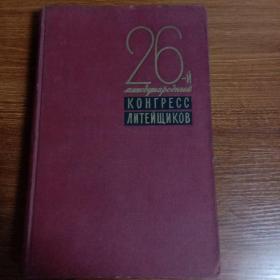 26-й
международный
КОНГРЕСС
ЛИТЕЙЩИКОВ